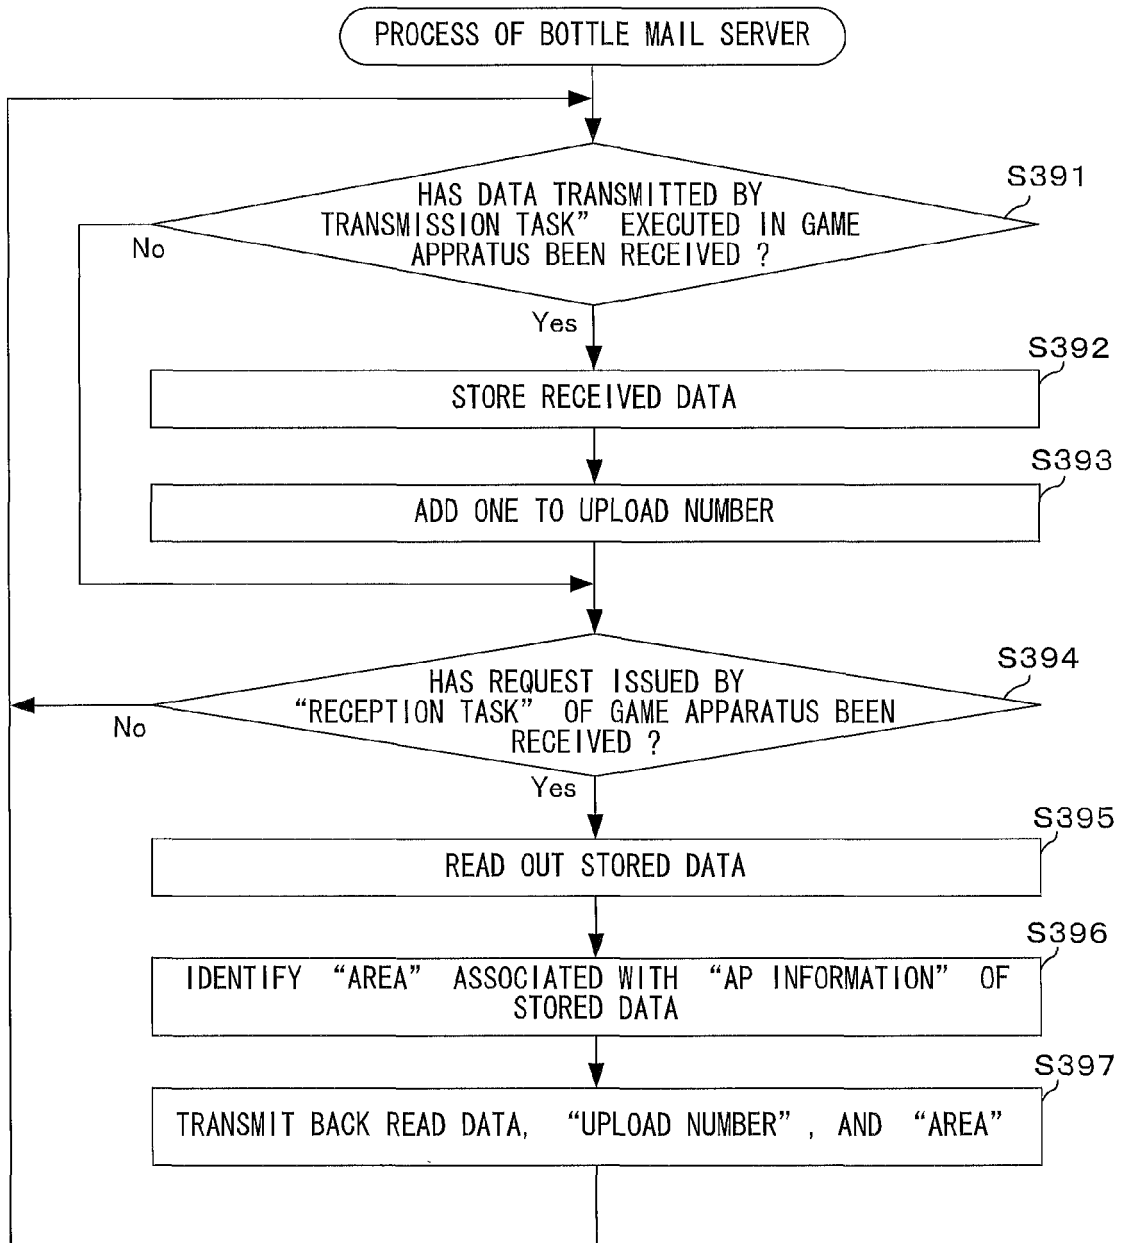 PROCESS OF BOTTLE MAIL SERVER
S391
HAS DATA TRANSMITTED BY
TRANSMISSION TASK” EXECUTED IN GAME
APPRATUS BEEN RECEIVED ?
No
Yes
S392
STORE RECEIVED DATA
S393
ADD ONE TO UPLOAD NUMBER
S394
HAS REQUEST ISSUED BY
“RECEPTION TASK” OF GAME APPARATUS BEEN
RECEIVED ?
No
Yes
S395
READ OUT STORED DATA
S396
IDENTIFY “AREA” ASSOCIATED WITH “AP INFORMATION” OF
STORED DATA
S397
TRANSMIT BACK READ DATA, “UPLOAD NUMBER”, AND “AREA”